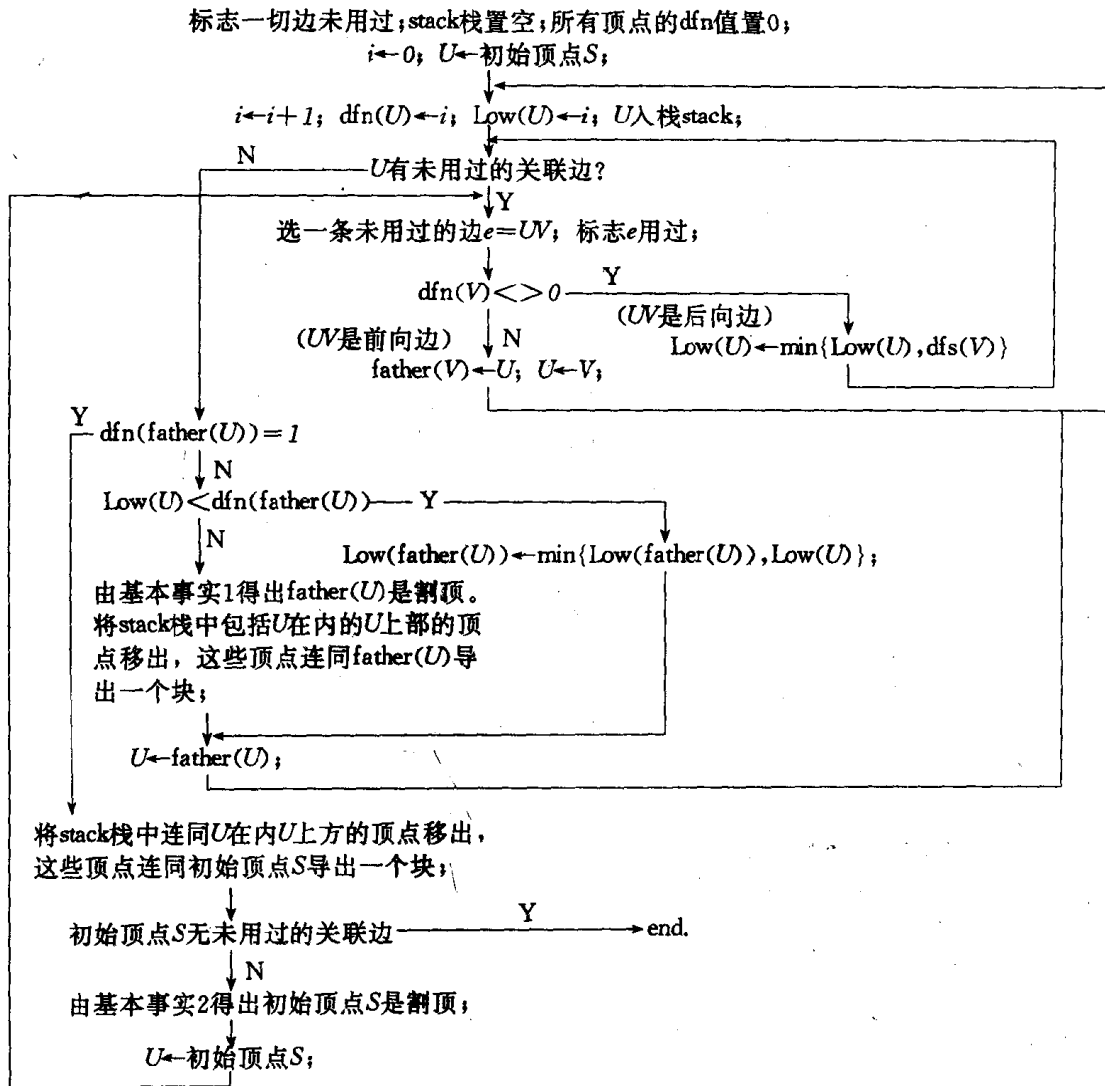 标志一切边未用过;stack栈置空;所有顶点的dfn值置0;
i←0; U←初始顶点S;
i←i+1; dfn(U)←i; Low(U)←i; U入栈stack;
N
U有未用过的关联边?
Y
选一条未用过的边e=UV; 标志e用过;
dfn(V)<>0
Y
(UV是后向边)
(UV是前向边)
N
Low(U)←min{Low(U),dfs(V)}
father(V)←U; U←V;
Y
dfn(father(U))=1
N
Low(U)<dfn(father(U))
Y
N
Low(father(U))←min{Low(father(U)),Low(U)};
由基本事实1得出father(U)是割顶。
将stack栈中包括U在内的U上部的顶
点移出，这些顶点连同father(U)导
出一个块;
U←father(U);
将stack栈中连同U在内U上方的顶点移出，
这些顶点连同初始顶点S导出一个块;
初始顶点S无未用过的关联边
Y
end.
N
由基本事实2得出初始顶点S是割顶;
U←初始顶点S;